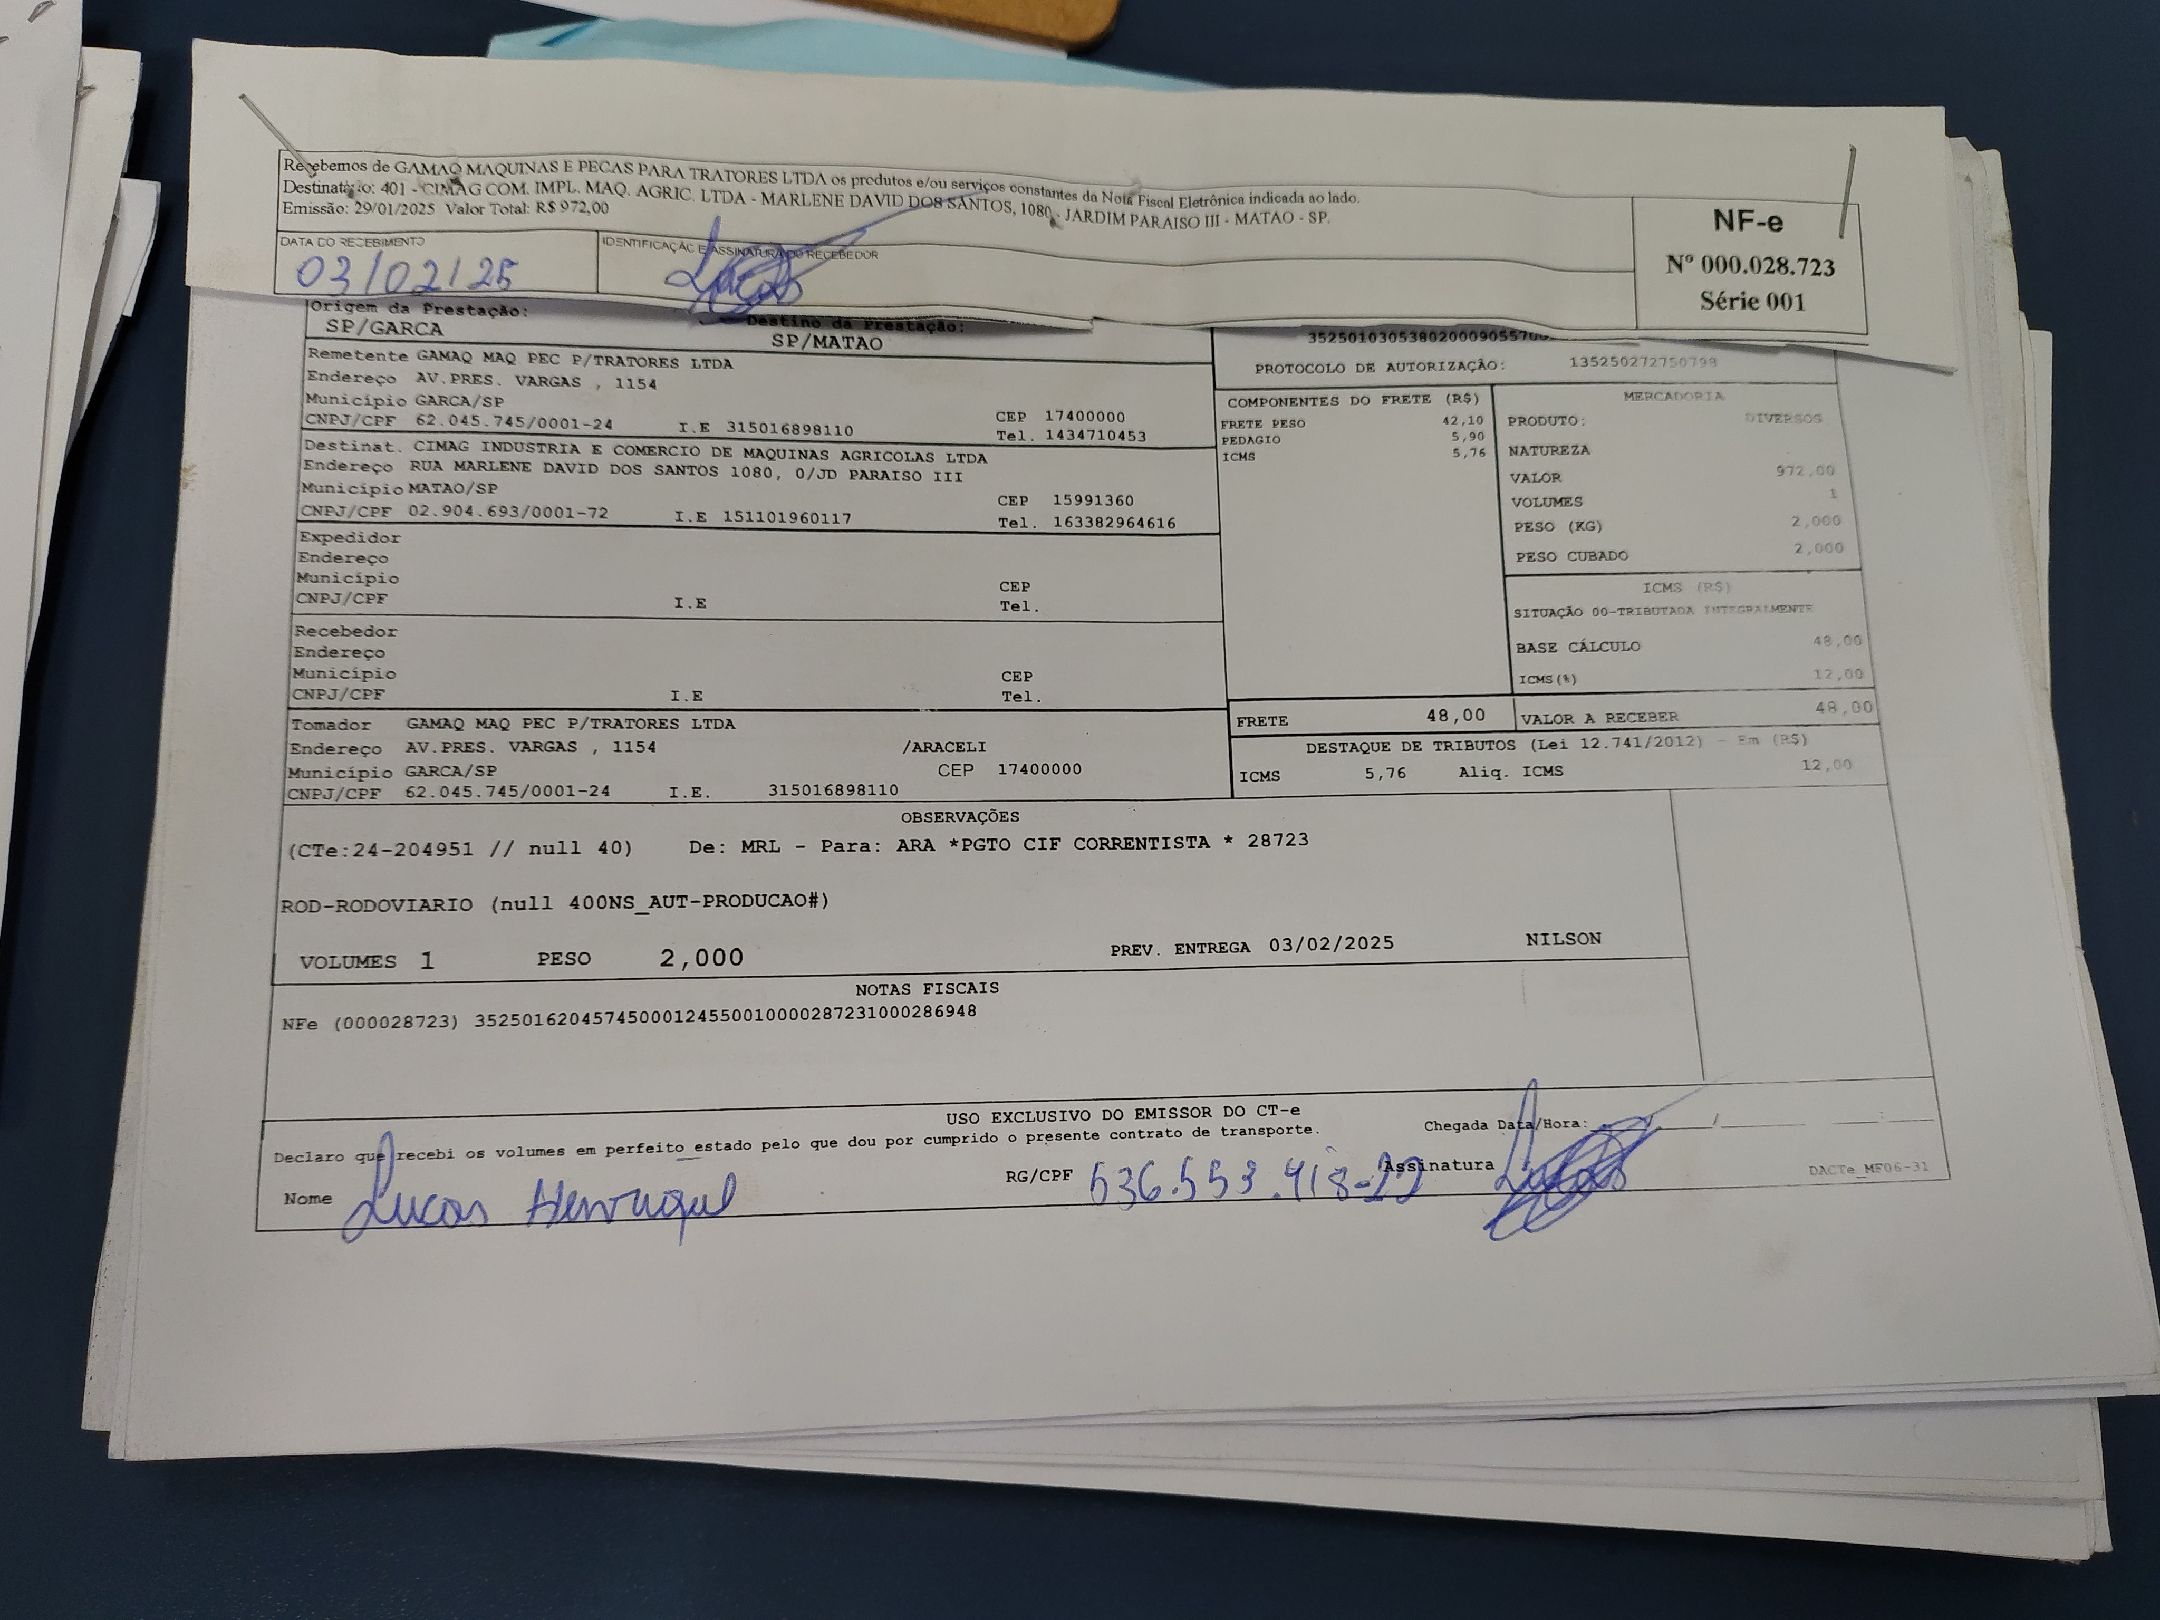 Recebemos de GAMAQ MAQUINAS E PECAS PARA TRATORES LTDA os produtos e/ou serviços constantes da Nota Fiscal Eletrônica indicada ao lado.
Destinatário: 401 - CIMAG COM. IMPL. MAQ. AGRIC. LTDA - MARLENE DAVID DOS SANTOS, 1080 - JARDIM PARAISO III - MATAO - SP.
Emissão: 29/01/2025 Valor Total: R$ 972,00
DATA DO RECEBIMENTO
IDENTIFICAÇÃO E ASSINATURA DO RECEBEDOR
03/02/25
NF-e
Nº 000.028.723
Série 001
Origem da Prestação:
SP/GARCA
Destino da Prestação:
SP/MATAO
Remetente GAMAQ MAQ PEC P/TRATORES LTDA
Endereço AV.PRES. VARGAS , 1154
Município GARCA/SP
CEP 17400000
CNPJ/CPF 62.045.745/0001-24 I.E 315016898110
Tel. 1434710453
Destinat. CIMAG INDUSTRIA E COMERCIO DE MAQUINAS AGRICOLAS LTDA
Endereço RUA MARLENE DAVID DOS SANTOS 1080, 0/JD PARAISO III
Município MATAO/SP
CEP 15991360
CNPJ/CPF 02.904.693/0001-72 I.E 151101960117
Tel. 163382964616
Expedidor
Endereço
Município
CEP
CNPJ/CPF I.E
Tel.
Recebedor
Endereço
Município
CEP
CNPJ/CPF I.E
Tel.
Tomador GAMAQ MAQ PEC P/TRATORES LTDA
Endereço AV.PRES. VARGAS , 1154 /ARACELI
Município GARCA/SP CEP 17400000
CNPJ/CPF 62.045.745/0001-24 I.E. 315016898110
PROTOCOLO DE AUTORIZAÇÃO: 135250272750798
COMPONENTES DO FRETE (R$)
FRETE PESO 42,10
PEDAGIO 5,90
ICMS 5,76
MERCADORIA
PRODUTO: DIVERSOS
NATUREZA
VALOR 972,00
VOLUMES 1
PESO (KG) 2,000
PESO CUBADO 2,000
ICMS (R$)
SITUAÇÃO 00-TRIBUTADA INTEGRALMENTE
BASE CÁLCULO 48,00
ICMS(%) 12,00
FRETE 48,00
VALOR A RECEBER 48,00
DESTAQUE DE TRIBUTOS (Lei 12.741/2012) - Em (R$)
ICMS 5,76 Aliq. ICMS 12,00
OBSERVAÇÕES
(CTe:24-204951 // null 40) De: MRL - Para: ARA *PGTO CIF CORRENTISTA * 28723
ROD-RODOVIARIO (null 400NS_AUT-PRODUCAO#)
VOLUMES 1 PESO 2,000 PREV. ENTREGA 03/02/2025 NILSON
NOTAS FISCAIS
NFe (000028723) 35250162045745000124550010000287231000286948
USO EXCLUSIVO DO EMISSOR DO CT-e
Declaro que recebi os volumes em perfeito estado pelo que dou por cumprido o presente contrato de transporte.
Chegada Data/Hora:
Nome Lucas Henrique
RG/CPF
Assinatura
DACTe_MF06-31